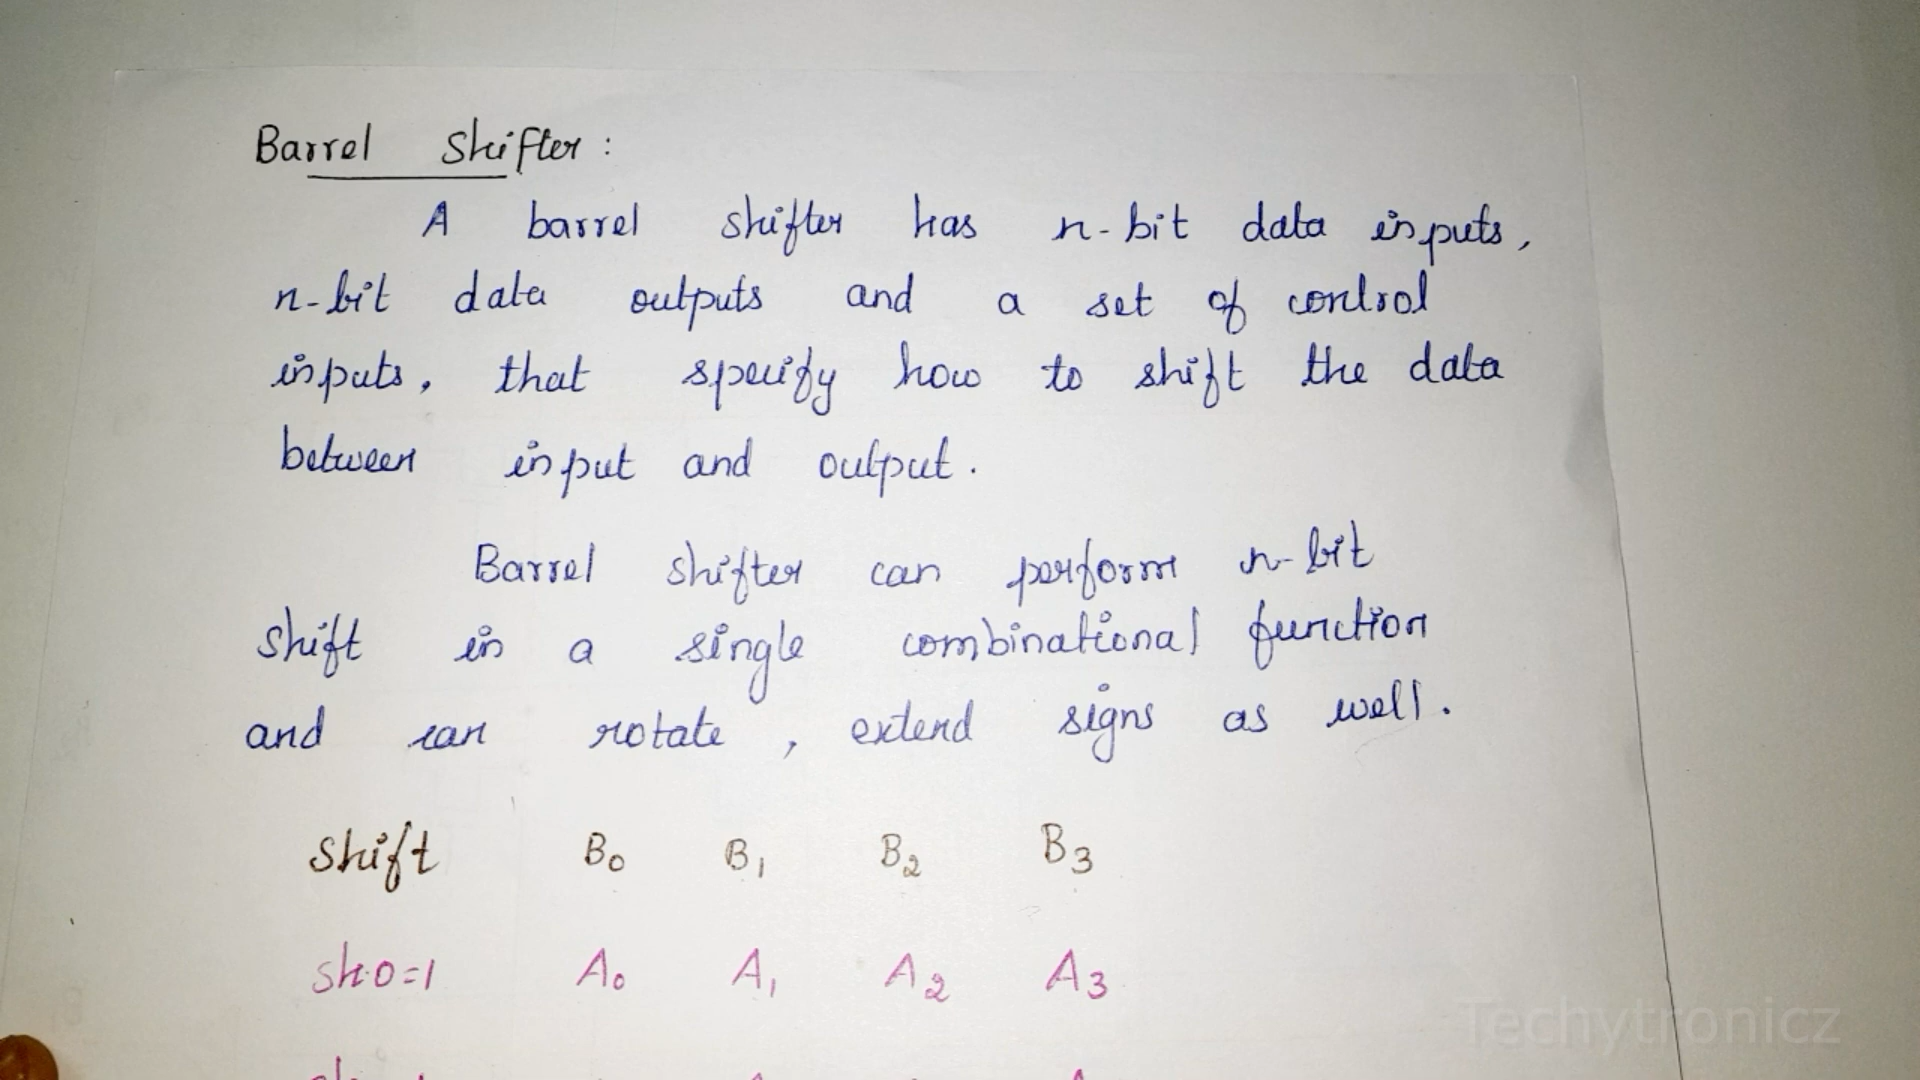 Barrel Shifter :
A barrel shifter has n-bit data inputs,
n-bit data outputs and a set of control
inputs, that specify how to shift the data
between input and output.
Barrel shifter can perform n-bit
shift in a single combinational function
and can rotate, extend signs as well.
Shift B0 B1 B2 B3
sh0=1 A0 A1 A2 A3
Techytronicz